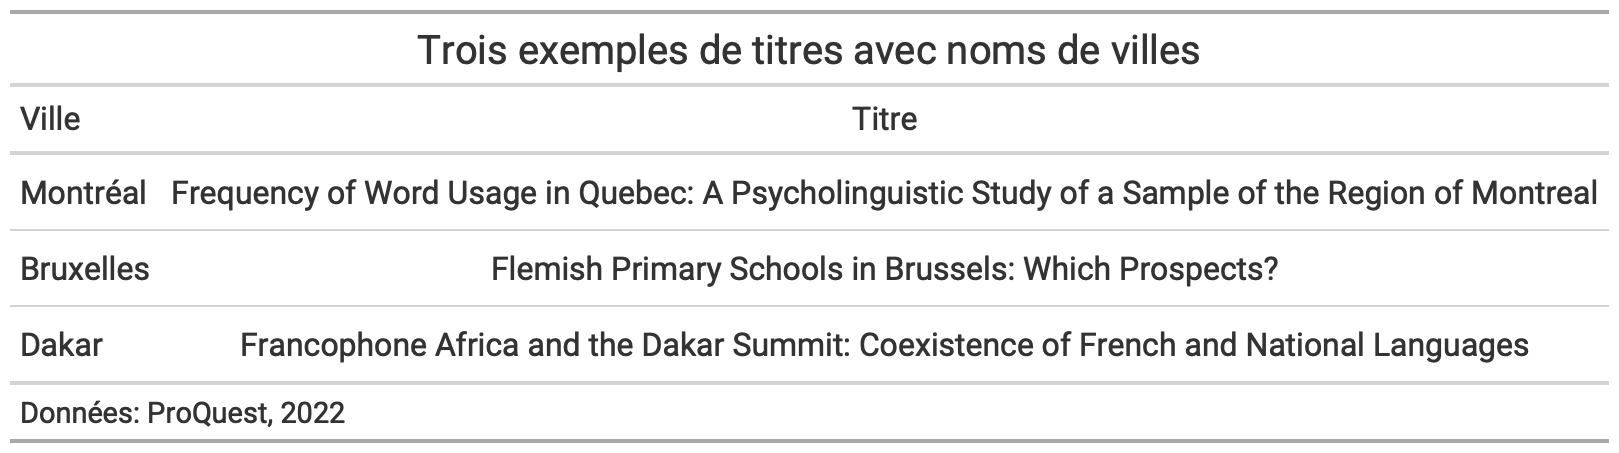 Trois exemples de titres avec noms de villes
Ville Titre
Montréal Frequency of Word Usage in Quebec: A Psycholinguistic Study of a Sample of the Region of Montreal
Bruxelles Flemish Primary Schools in Brussels: Which Prospects?
Dakar Francophone Africa and the Dakar Summit: Coexistence of French and National Languages
Données: ProQuest, 2022